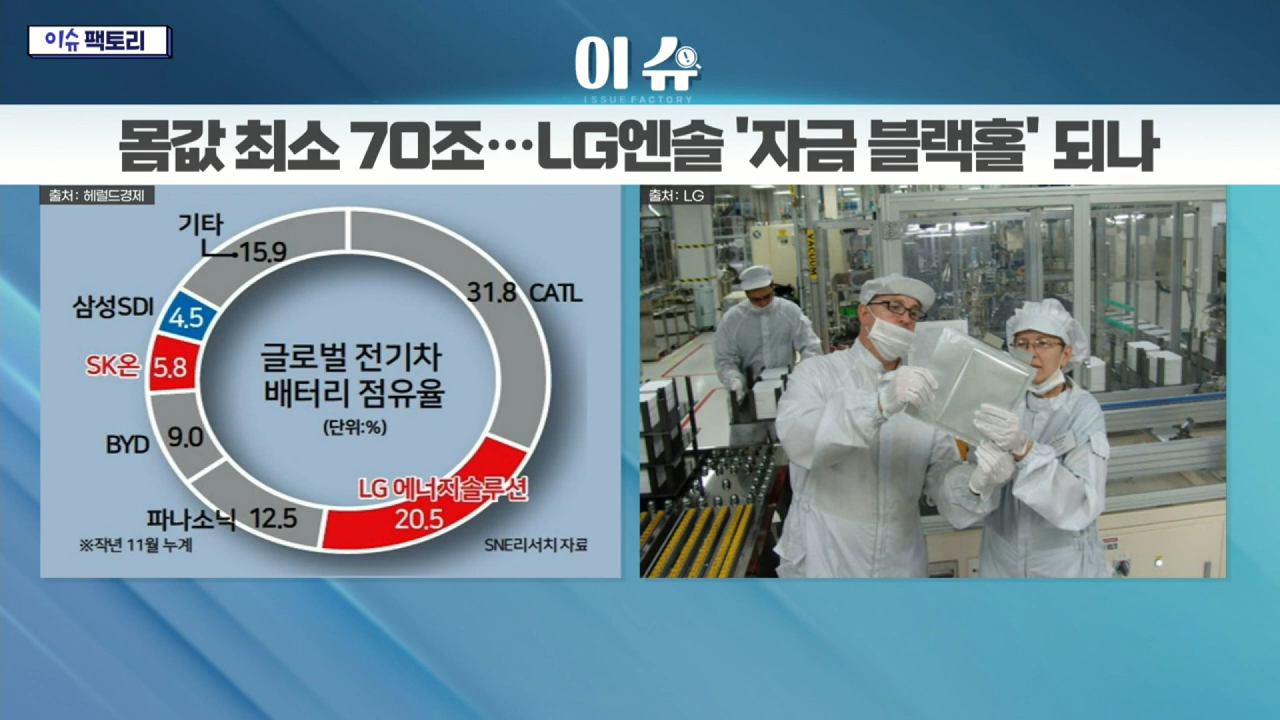 이슈 팩토리
이슈
ISSUE FACTORY
몸값 최소 70조…LG엔솔 '자금 블랙홀' 되나
출처: 헤럴드경제
기타
15.9
31.8 CATL
삼성SDI 4.5
SK온 5.8
BYD 9.0
파나소닉 12.5
LG 에너지솔루션
20.5
글로벌 전기차
배터리 점유율
(단위:%)
※작년 11월 누계
SNE리서치 자료
출처: LG
VACUUM